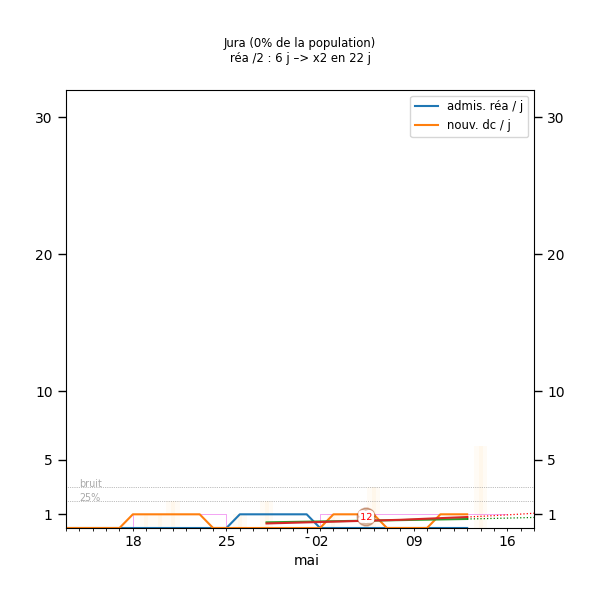 Jura (0% de la population)
réa /2 : 6 j –> x2 en 22 j
admis. réa / j
nouv. dc / j
30
30
20
20
10
10
5
5
bruit
25%
1
1
12
18
25
02
09
16
mai